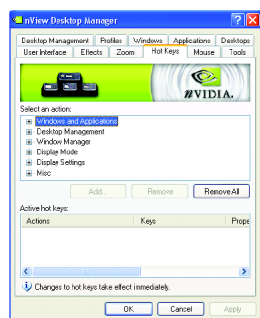 nView Desktop Manager
Desktop Management Profiles Windows Applications Desktops
User Interface Effects Zoom Hot Keys Mouse Tools
NVIDIA.
Select an action:
Windows and Applications
Desktop Management
Window Manager
Display Mode
Display Settings
Misc
Add... Remove Remove All
Active hot keys:
Actions Keys Prope
Changes to hot keys take effect immediately.
OK Cancel Apply